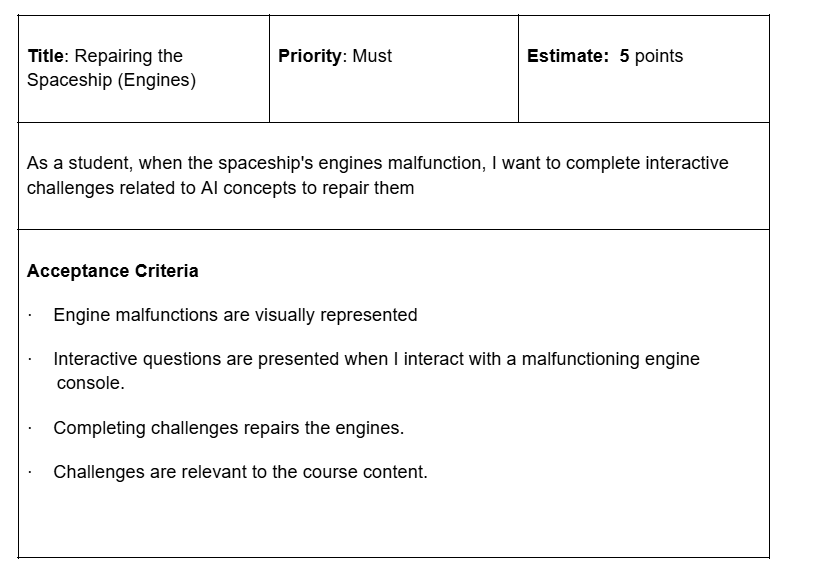 Title: Repairing the
Spaceship (Engines)
Priority: Must
Estimate: 5 points
As a student, when the spaceship's engines malfunction, I want to complete interactive
challenges related to AI concepts to repair them
Acceptance Criteria
· Engine malfunctions are visually represented
· Interactive questions are presented when I interact with a malfunctioning engine
console.
· Completing challenges repairs the engines.
· Challenges are relevant to the course content.